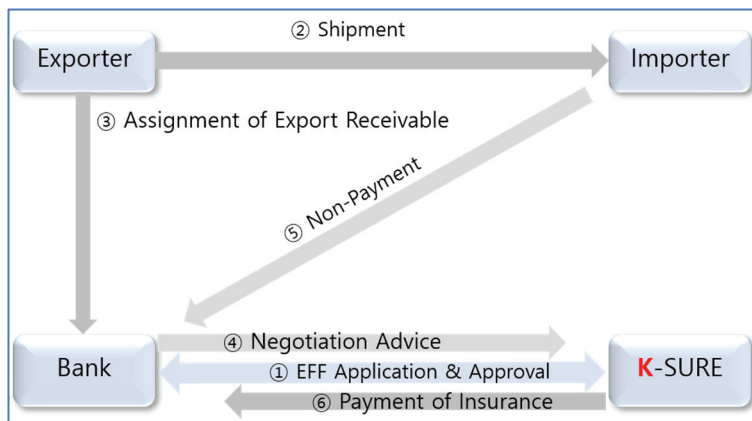 ② Shipment
Exporter
Importer
③ Assignment of Export Receivable
⑤ Non-Payment
④ Negotiation Advice
Bank
① EFF Application & Approval
K-SURE
⑥ Payment of Insurance